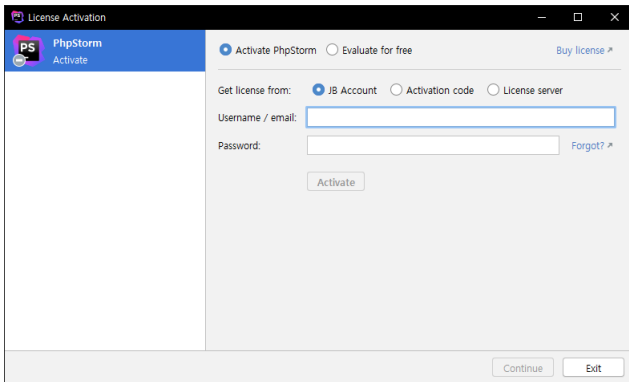 License Activation
PS PhpStorm
Activate
Activate PhpStorm Evaluate for free Buy license
Get license from: JB Account Activation code License server
Username / email:
Password: Forgot?
Activate
Continue Exit